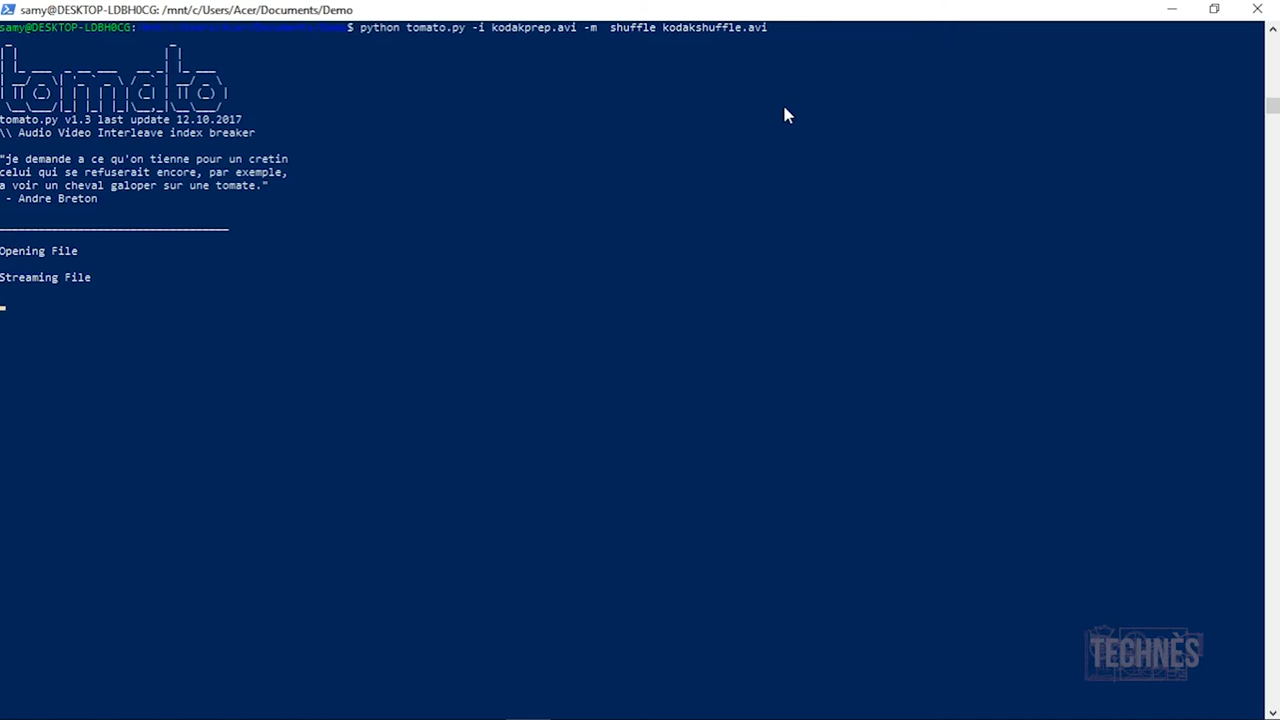 samy@DESKTOP-LDBH0CG: /mnt/c/Users/Acer/Documents/Demo
samy@DESKTOP-LDBH0CG: $ python tomato.py -i kodakprep.avi -m  shuffle kodakshuffle.avi
tomato
tomato.py v1.3 last update 12.10.2017
\\ Audio Video Interleave index breaker
"je demande a ce qu'on tienne pour un cretin
celui qui se refuserait encore, par exemple,
a voir un cheval galoper sur une tomate."
- Andre Breton
Opening File
Streaming File
TECHNÈS